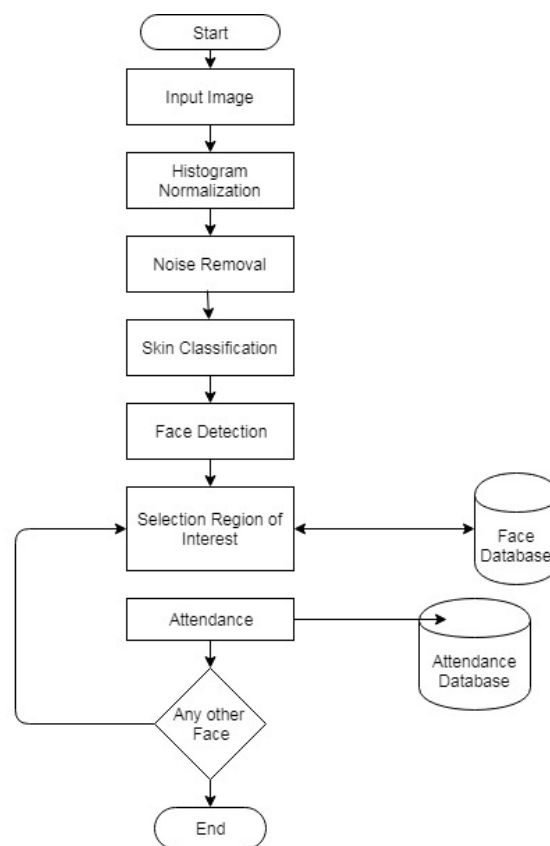 Start
Input Image
Histogram
Normalization
Noise Removal
Skin Classification
Face Detection
Selection Region of
Interest
Face
Database
Attendance
Attendance
Database
Any other
Face
End